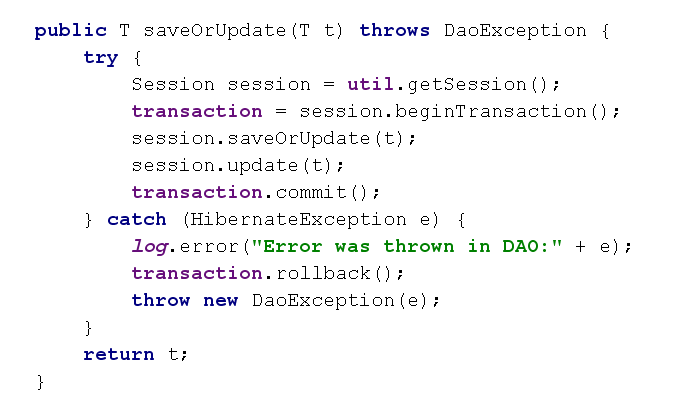 public T saveOrUpdate(T t) throws DaoException {
    try {
        Session session = util.getSession();
        transaction = session.beginTransaction();
        session.saveOrUpdate(t);
        session.update(t);
        transaction.commit();
    } catch (HibernateException e) {
        log.error("Error was thrown in DAO:" + e);
        transaction.rollback();
        throw new DaoException(e);
    }
    return t;
}